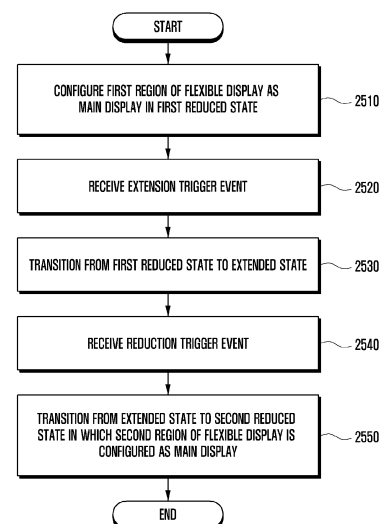 START
CONFIGURE FIRST REGION OF FLEXIBLE DISPLAY AS
MAIN DISPLAY IN FIRST REDUCED STATE
2510
RECEIVE EXTENSION TRIGGER EVENT
2520
TRANSITION FROM FIRST REDUCED STATE TO EXTENDED STATE
2530
RECEIVE REDUCTION TRIGGER EVENT
2540
TRANSITION FROM EXTENDED STATE TO SECOND REDUCED
STATE IN WHICH SECOND REGION OF FLEXIBLE DISPLAY IS
CONFIGURED AS MAIN DISPLAY
2550
END